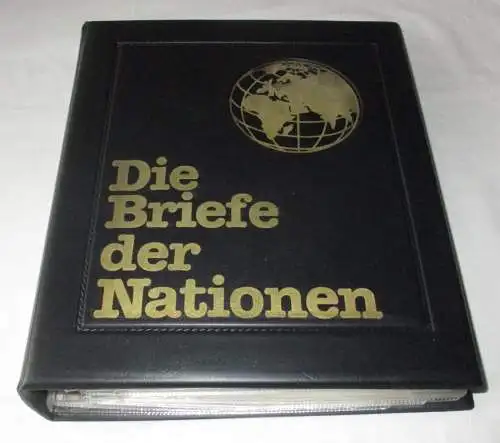 Die
Briefe
der
Nationen